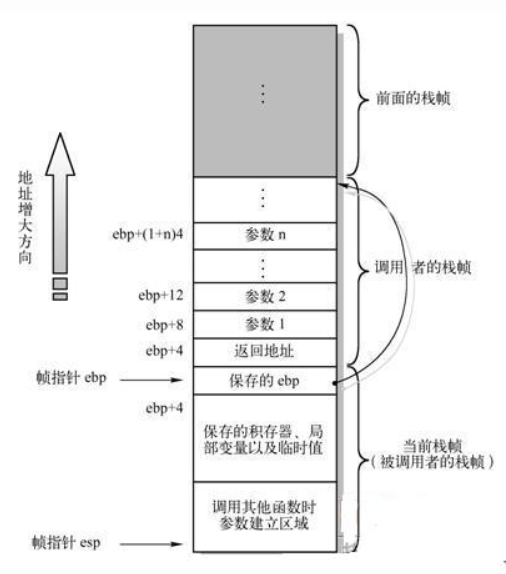 前面的栈帧
地址增大方向
ebp+(1+n)4
参数 n
调用者的栈帧
ebp+12
参数 2
ebp+8
参数 1
ebp+4
返回地址
帧指针 ebp
保存的 ebp
ebp+4
保存的积存器、局
部变量以及临时值
当前栈帧
（被调用者的栈帧）
调用其他函数时
参数建立区域
帧指针 esp